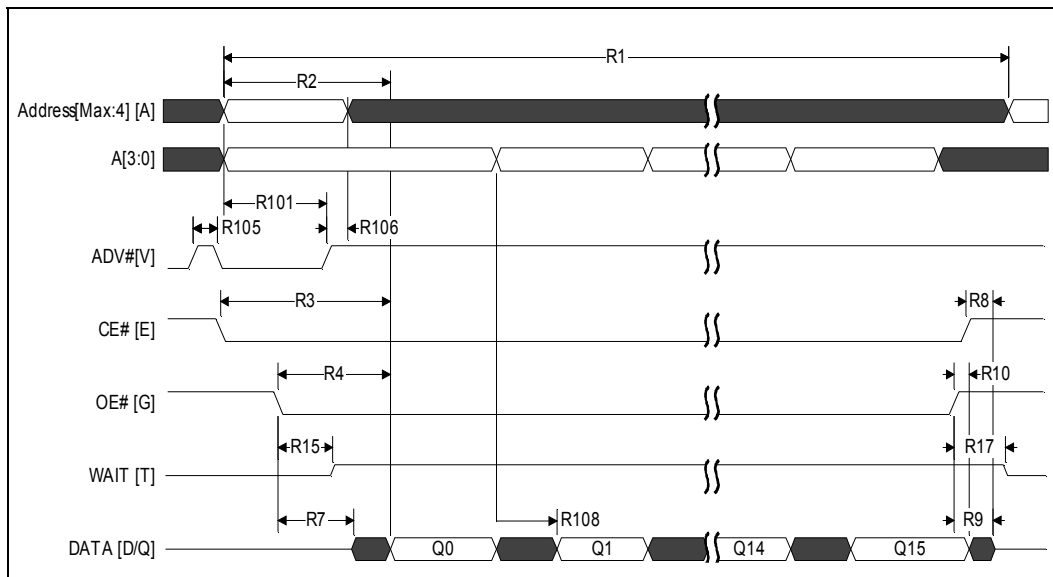 R1
R2
Address[Max:4] [A]
A[3:0]
R101
R105
R106
ADV#[V]
R3
R8
CE# [E]
R4
R10
OE# [G]
R15
R17
WAIT [T]
R7
R108
R9
DATA [D/Q]
Q0
Q1
Q14
Q15